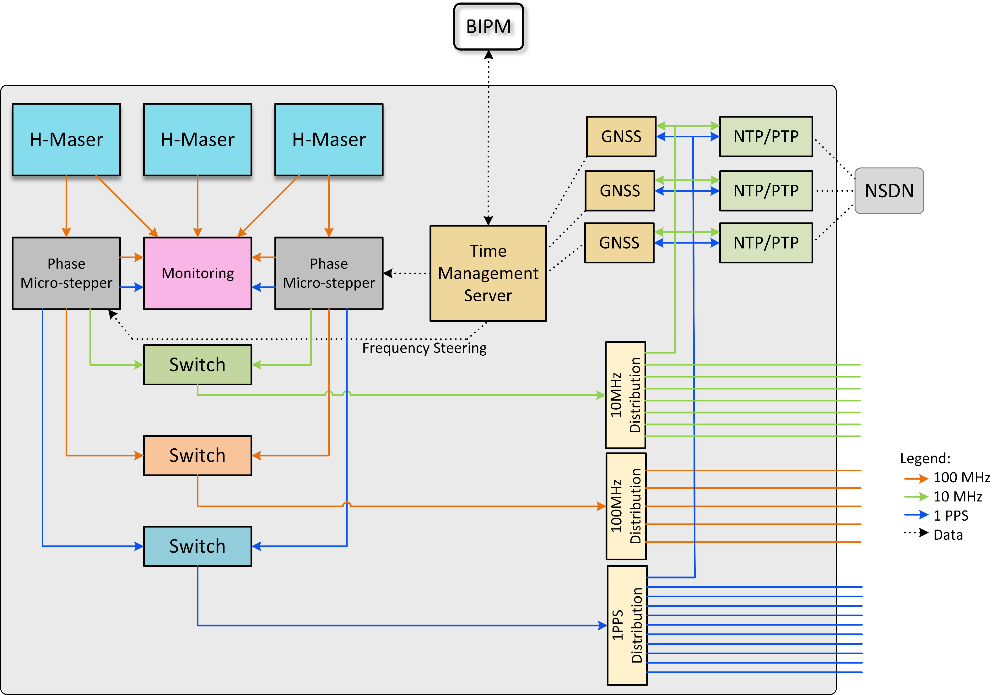 BIPM
H-Maser
H-Maser
H-Maser
GNSS
NTP/PTP
GNSS
NTP/PTP
NSDN
GNSS
NTP/PTP
Phase
Micro-stepper
Monitoring
Phase
Micro-stepper
Time
Management
Server
Frequency Steering
Switch
10MHz
Distribution
Switch
100MHz
Distribution
Switch
1PPS
Distribution
Legend:
100 MHz
10 MHz
1 PPS
Data